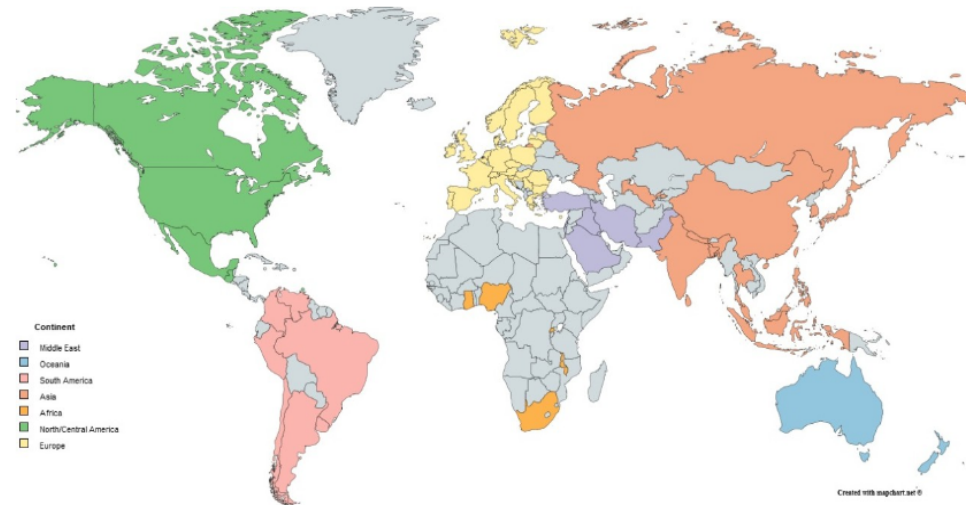 Continent
Middle East
Oceania
South America
Asia
Africa
North/Central America
Europe
Created with mapchart.net ®